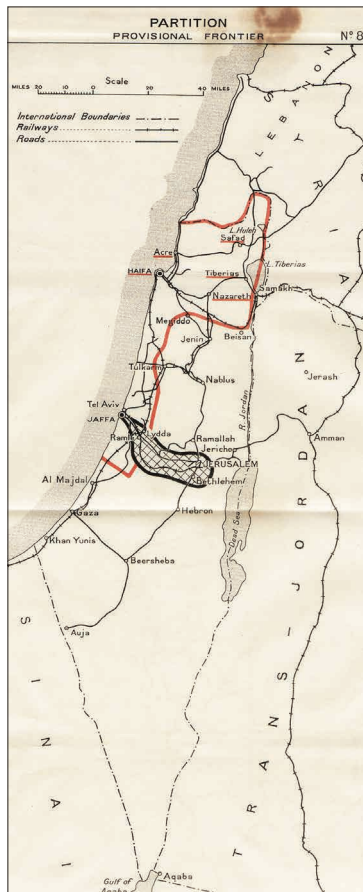 PARTITION
PROVISIONAL FRONTIER
Nº 8
Scale
MILES 20 0 20 40 MILES
International Boundaries
Railways
Roads
LEBANON
SYRIA
L. Huleh
Safad
Acre
L. Tiberias
HAIFA
Tiberias
Nazareth
Samakh
Megiddo
Beisan
Jenin
Tulkarm
Nablus
Jerash
R. Jordan
Tel Aviv
JAFFA
Lydda
Ramle
Ramallah
Jericho
Amman
JERUSALEM
Al Majdal
Bethlehem
Gaza
Hebron
Dead Sea
Khan Yunis
Beersheba
Auja
SINAI
TRANS-JORDAN
Gulf of
Aqaba
Aqaba